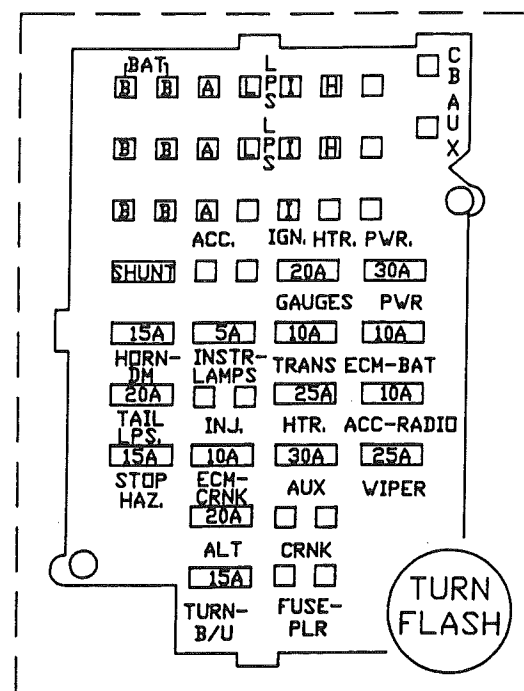 BAT
L
P
S
CB AUX
B B A L I H
L
P
S
B B A L I H
B B A I
ACC. IGN. HTR. PWR.
SHUNT 20A 30A
GAUGES PWR
15A 5A 10A 10A
HORN-DM INSTR-LAMPS TRANS ECM-BAT
20A 25A 10A
TAIL LPS. INJ. HTR. ACC-RADIO
15A 10A 30A 25A
STOP HAZ. ECM-CRNK AUX WIPER
20A
ALT CRNK
15A
TURN-B/U FUSE-PLR
TURN
FLASH